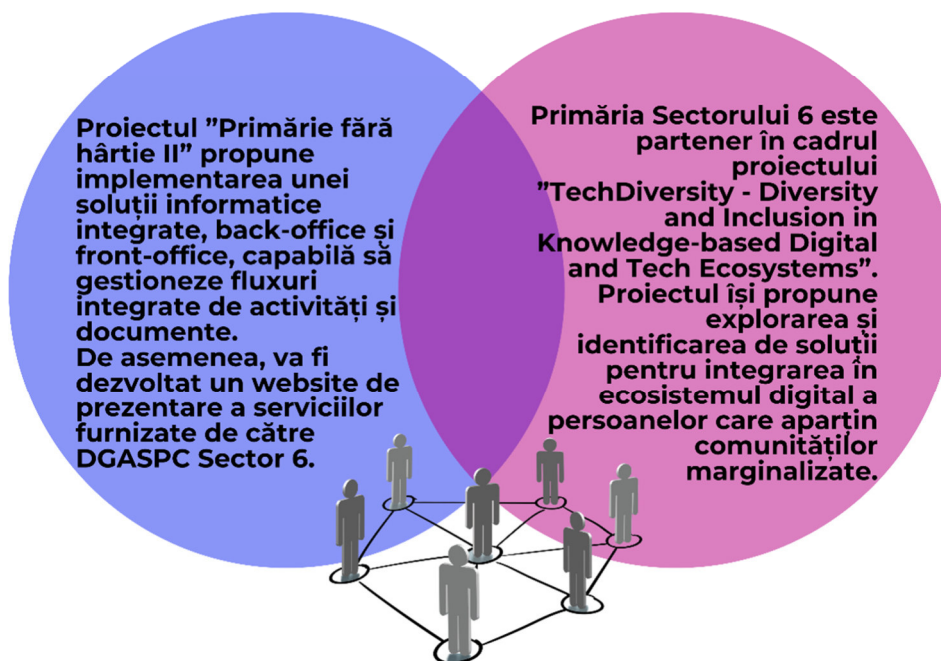 Proiectul ”Primărie fără
hârtie II” propune
implementarea unei
soluții informatice
integrate, back-office și
front-office, capabilă să
gestioneze fluxuri
integrate de activități și
documente.
De asemenea, va fi
dezvoltat un website de
prezentare a serviciilor
furnizate de către
DGASPC Sector 6.
Primăria Sectorului 6 este
partener în cadrul
proiectului
”TechDiversity - Diversity
and Inclusion in
Knowledge-based Digital
and Tech Ecosystems”.
Proiectul își propune
explorarea și
identificarea de soluții
pentru integrarea în
ecosistemul digital a
persoanelor care aparțin
comunităților
marginalizate.